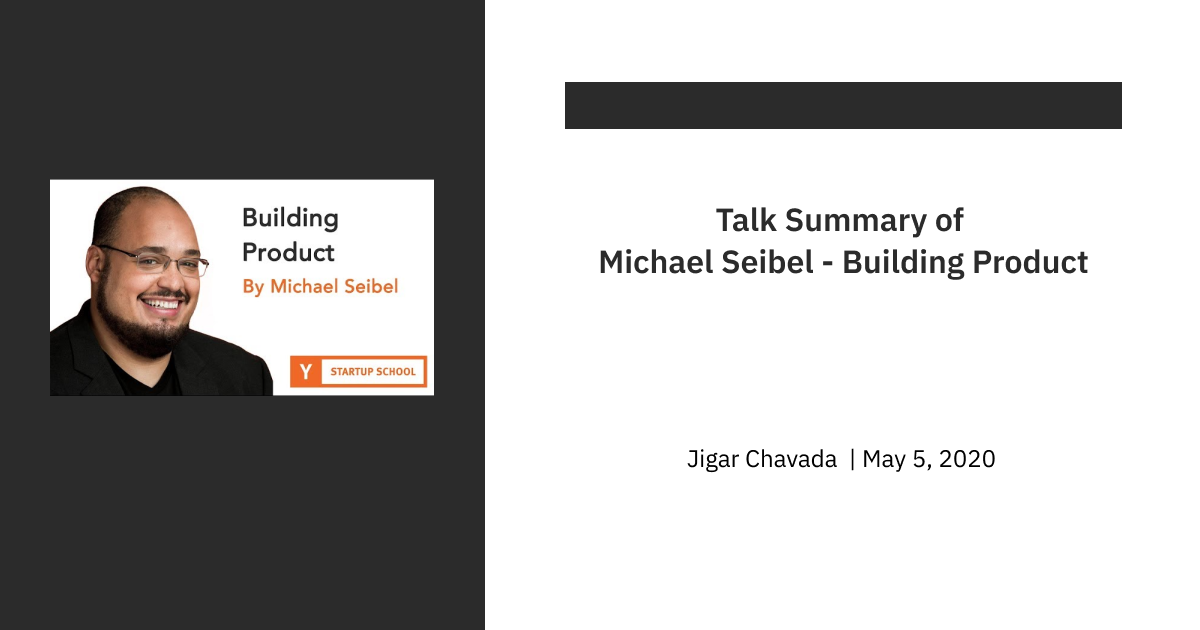 Building
Product
By Michael Seibel
Y STARTUP SCHOOL
Talk Summary of
Michael Seibel - Building Product
Jigar Chavada | May 5, 2020